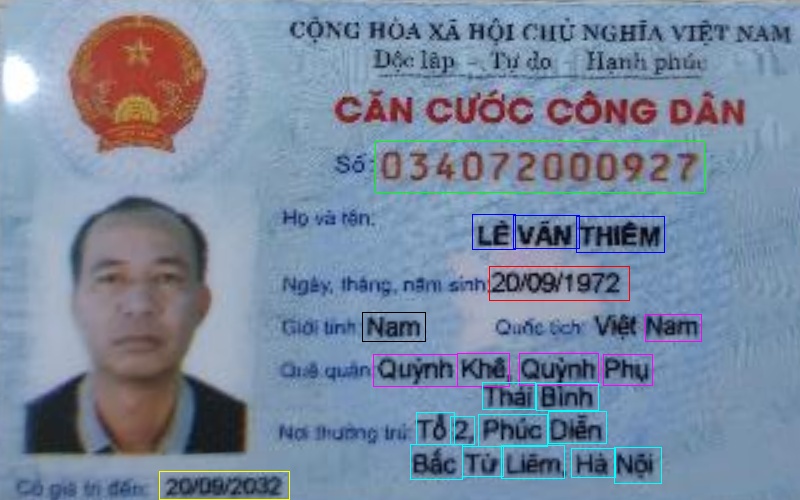 CỘNG HÒA XÃ HỘI CHỦ NGHĨA VIỆT NAM
Độc lập - Tự do - Hạnh phúc
CĂN CƯỚC CÔNG DÂN
Số: 034072000927
Họ và tên:
LÊ VĂN THIÊM
Ngày, tháng, năm sinh: 20/09/1972
Giới tính: Nam Quốc tịch: Việt Nam
Quê quán: Quỳnh Khê, Quỳnh Phụ
Thái Bình
Nơi thường trú: Tổ 2, Phúc Diễn
Bắc Từ Liêm, Hà Nội
Có giá trị đến: 20/09/2032